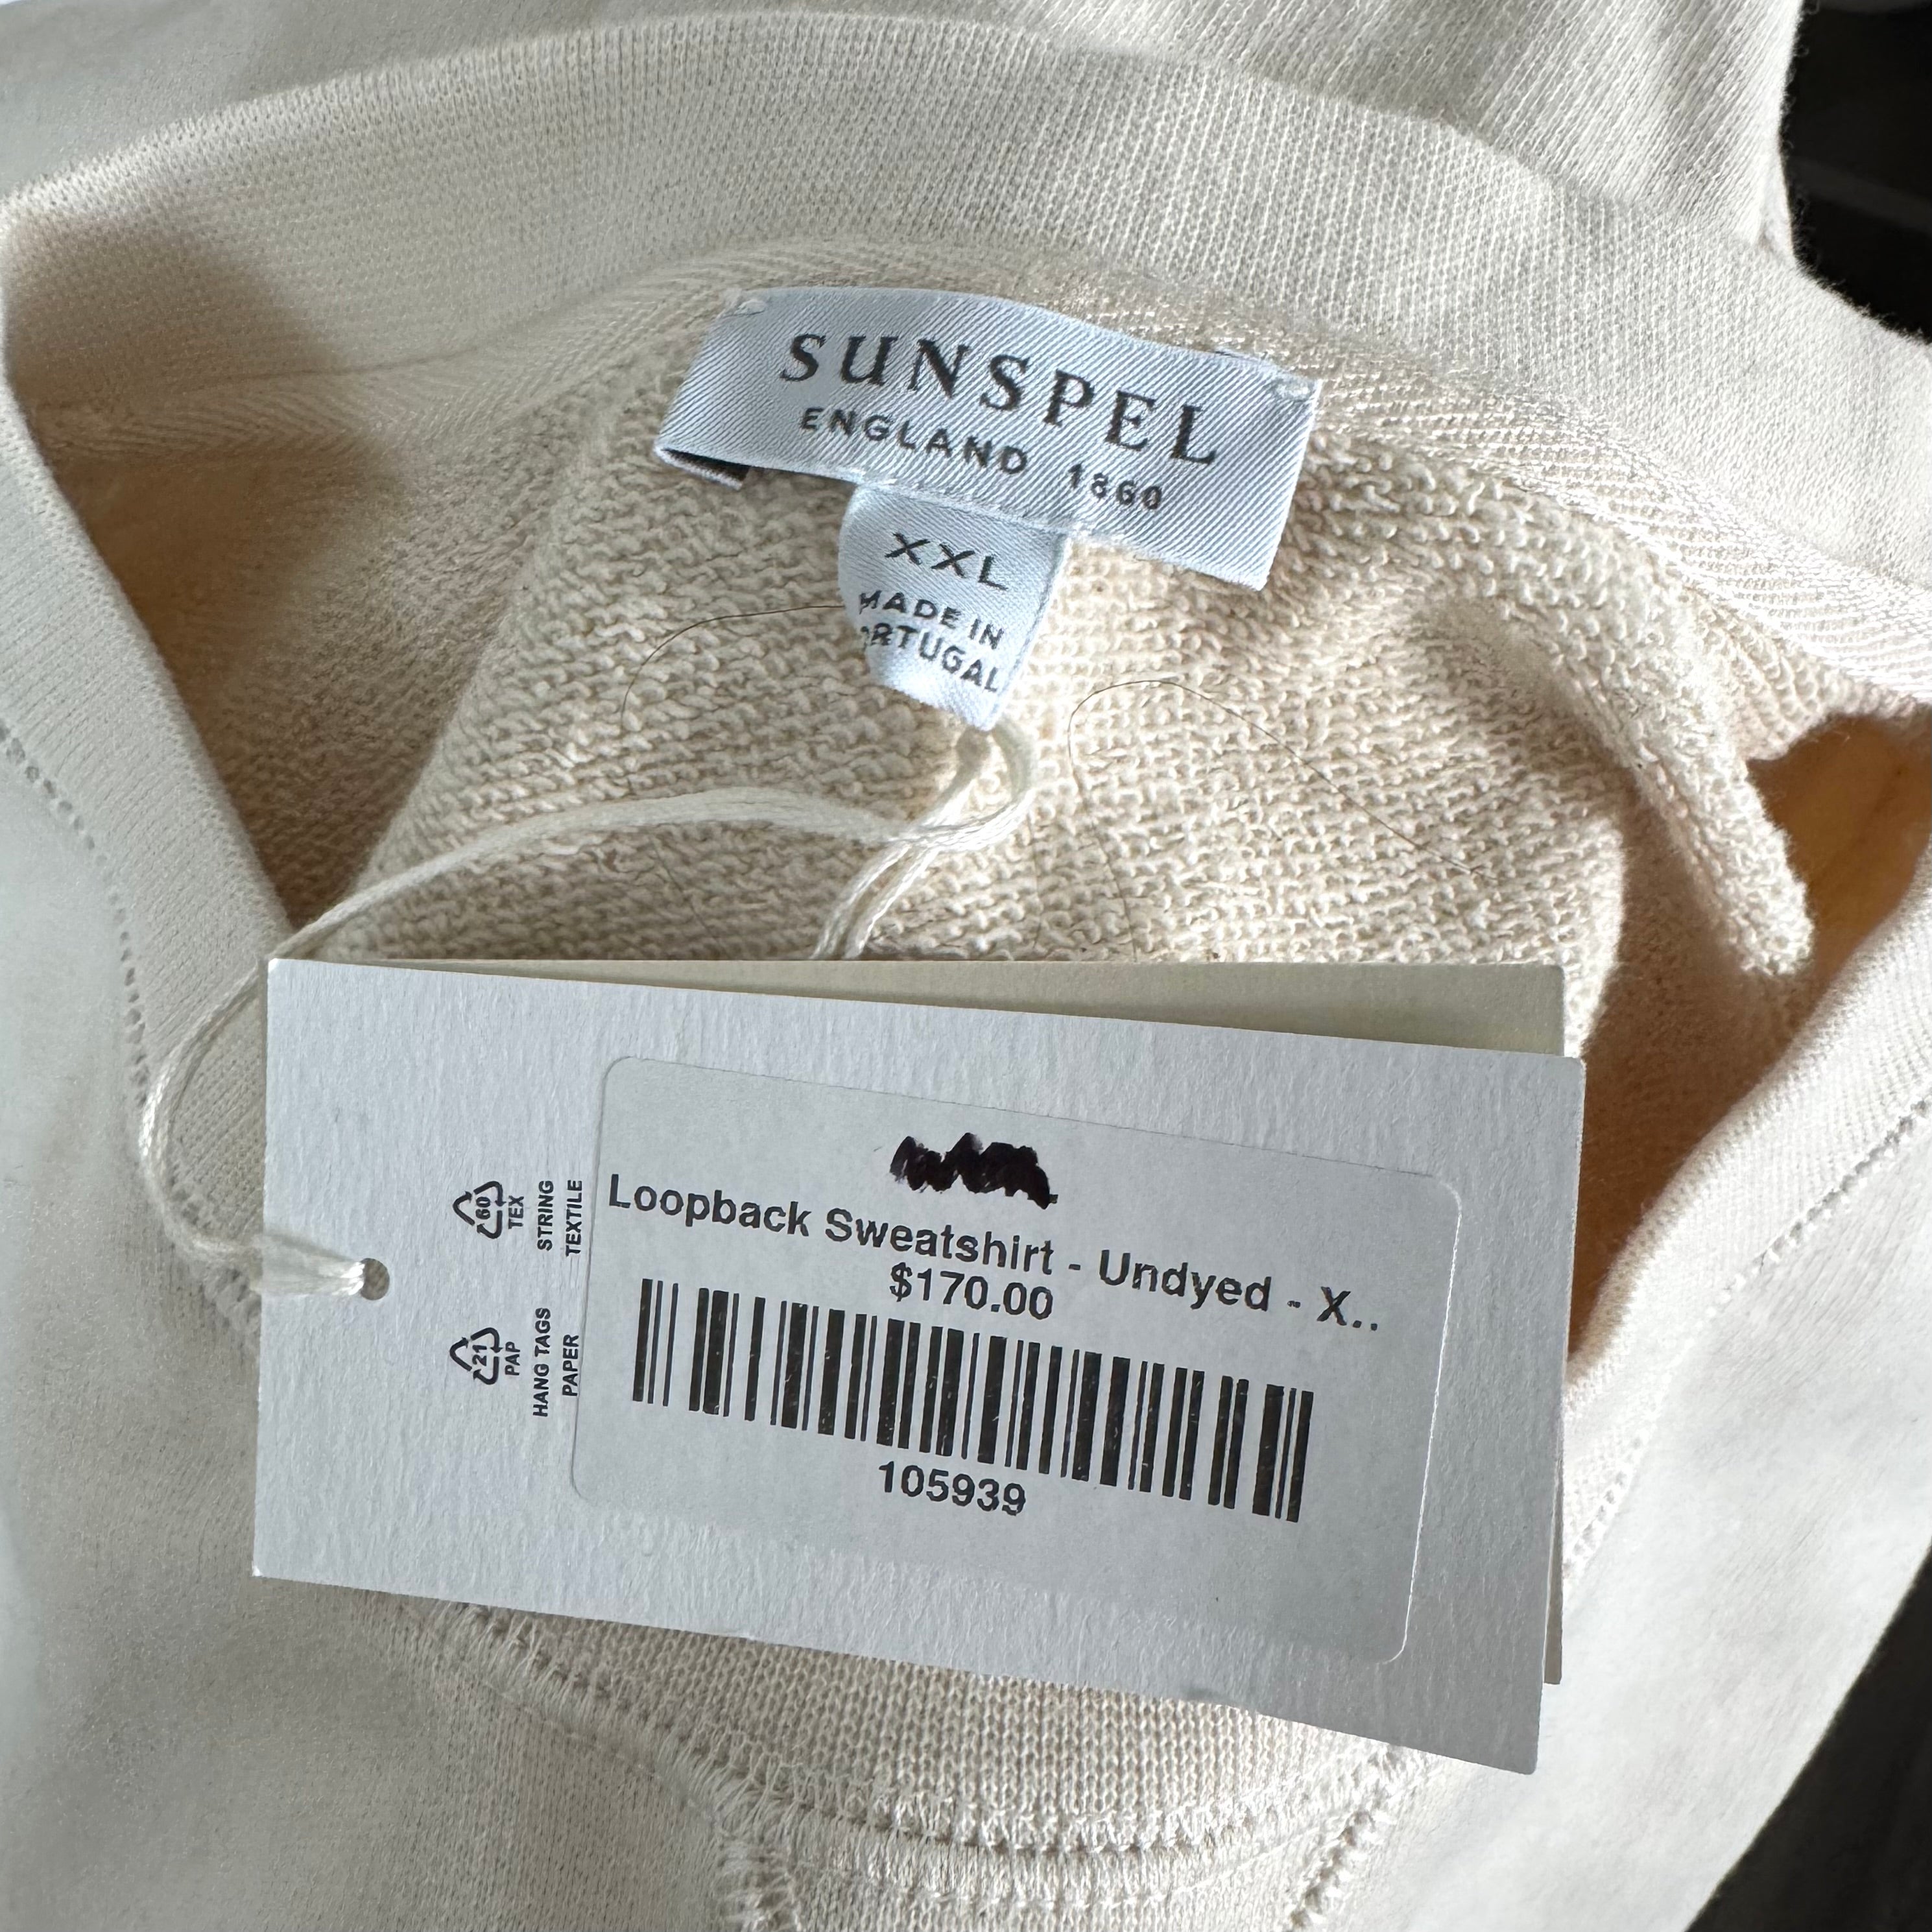 SUNSPEL
ENGLAND 1860
XXL
MADE IN
RTUGAL
Loopback Sweatshirt - Undyed - X..
$170.00
105939
60
TEX
STRING
TEXTILE
21
PAP
HANG TAGS
PAPER